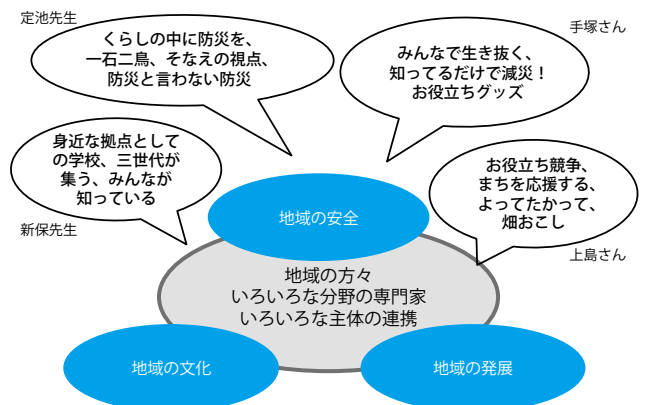 定池先生
くらしの中に防災を、
一石二鳥、そなえの視点、
防災と言わない防災
手塚さん
みんなで生き抜く、
知ってるだけで減災！
お役立ちグッズ
身近な拠点として
の学校、三世代が
集う、みんなが
知っている
新保先生
お役立ち競争、
まちを応援する、
よってたかって、
畑おこし
上島さん
地域の安全
地域の方々
いろいろな分野の専門家
いろいろな主体の連携
地域の文化
地域の発展